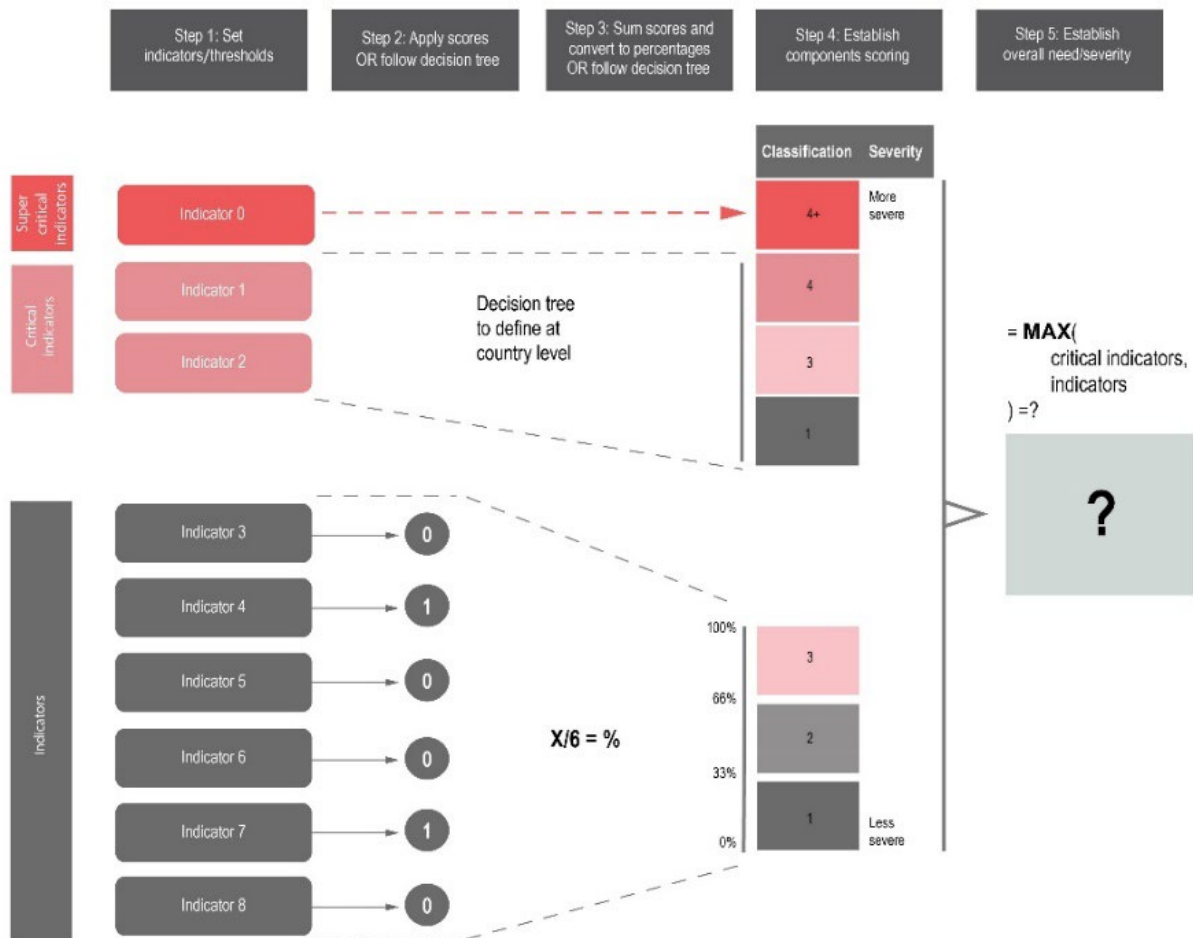 Step 1: Set
indicators/thresholds
Step 2: Apply scores
OR follow decision tree
Step 3: Sum scores and
convert to percentages
OR follow decision tree
Step 4: Establish
components scoring
Step 5: Establish
overall need/severity
Classification Severity
Super
critical
indicators
Indicator 0
4+
More
severe
Critical
indicators
Indicator 1
Indicator 2
Decision tree
to define at
country level
4
3
1
= MAX(
critical indicators,
indicators
) =?
?
Indicators
Indicator 3
0
Indicator 4
1
Indicator 5
0
Indicator 6
0
Indicator 7
1
Indicator 8
0
X/6 = %
100%
66%
33%
0%
3
2
1
Less
severe